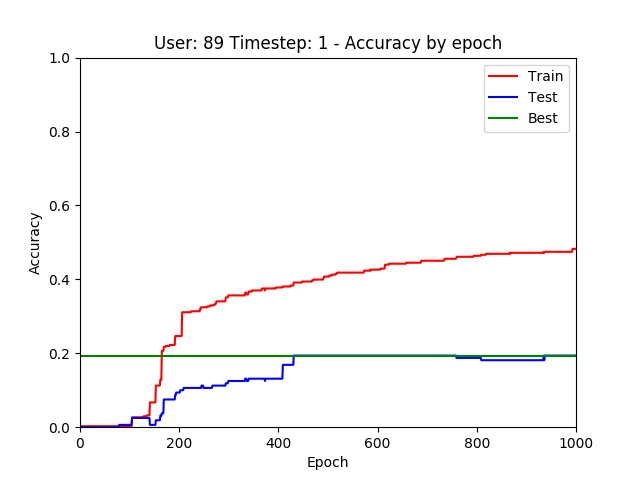 User: 89 Timestep: 1 - Accuracy by epoch
1.0
0.8
0.6
0.4
0.2
0.0
Accuracy
Train
Test
Best
0 200 400 600 800 1000
Epoch